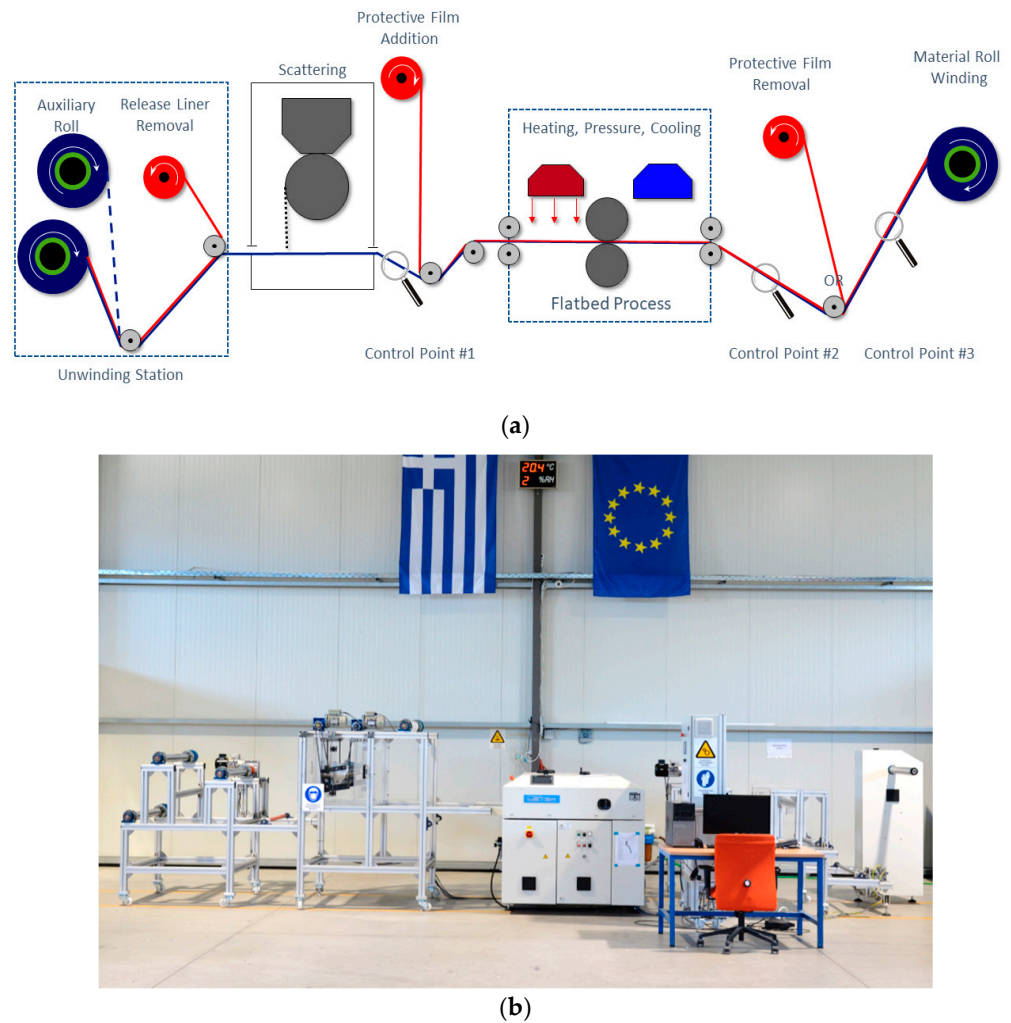 Protective Film
Addition
Scattering
Auxiliary
Roll
Release Liner
Removal
Protective Film
Removal
Material Roll
Winding
Heating, Pressure, Cooling
OR
Flatbed Process
Control Point #1
Control Point #2
Control Point #3
Unwinding Station
(a)
20.4 °C
2 %RH
(b)